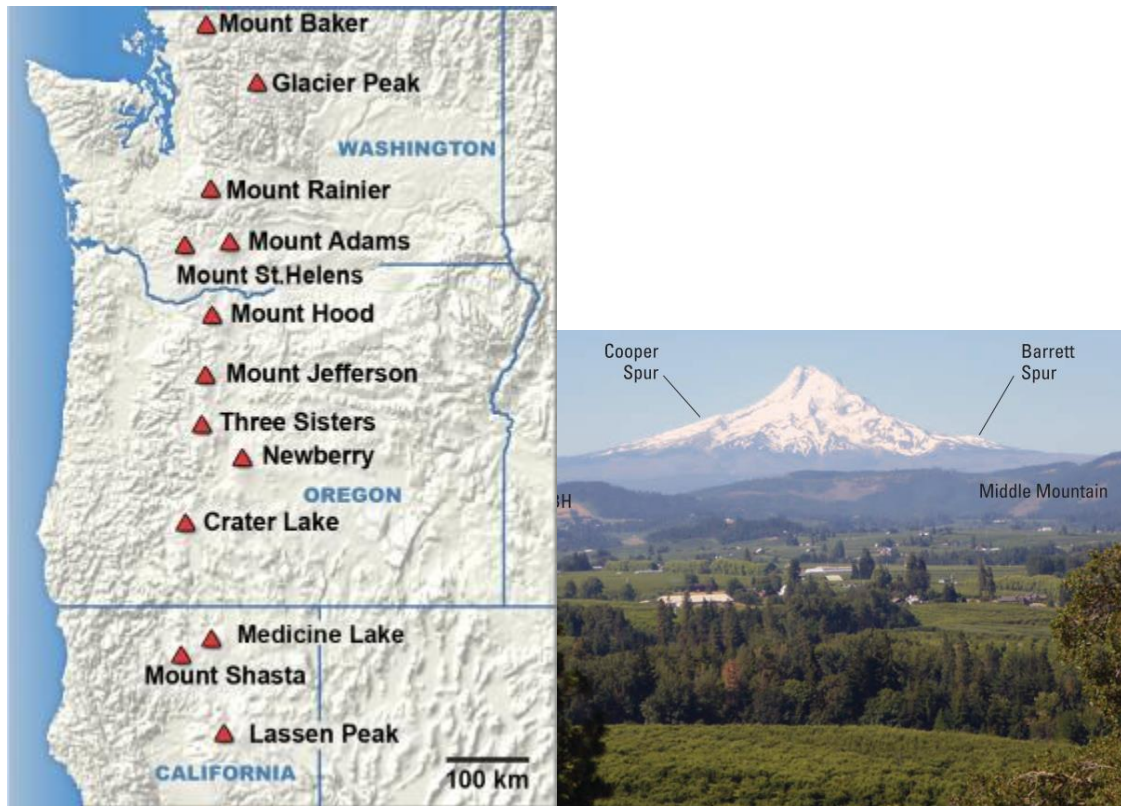 Mount Baker
Glacier Peak
WASHINGTON
Mount Rainier
Mount Adams
Mount St.Helens
Mount Hood
Mount Jefferson
Three Sisters
Newberry
OREGON
Crater Lake
Medicine Lake
Mount Shasta
Lassen Peak
CALIFORNIA
100 km
Cooper
Spur
Barrett
Spur
Middle Mountain